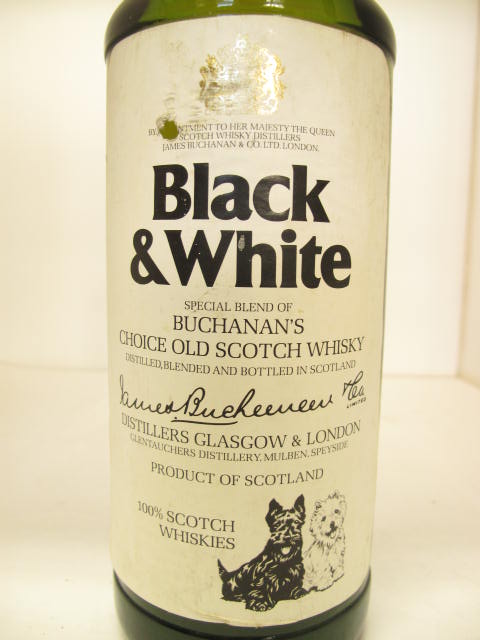 BY APPOINTMENT TO HER MAJESTY THE QUEEN
SCOTCH WHISKY DISTILLERS
JAMES BUCHANAN & CO. LTD. LONDON.
Black
& White
SPECIAL BLEND OF
BUCHANAN'S
CHOICE OLD SCOTCH WHISKY
DISTILLED, BLENDED AND BOTTLED IN SCOTLAND
James Buchanan & Co.
LIMITED
DISTILLERS GLASGOW & LONDON
GLENTAUCHERS DISTILLERY, MULBEN, SPEYSIDE
PRODUCT OF SCOTLAND
100% SCOTCH
WHISKIES